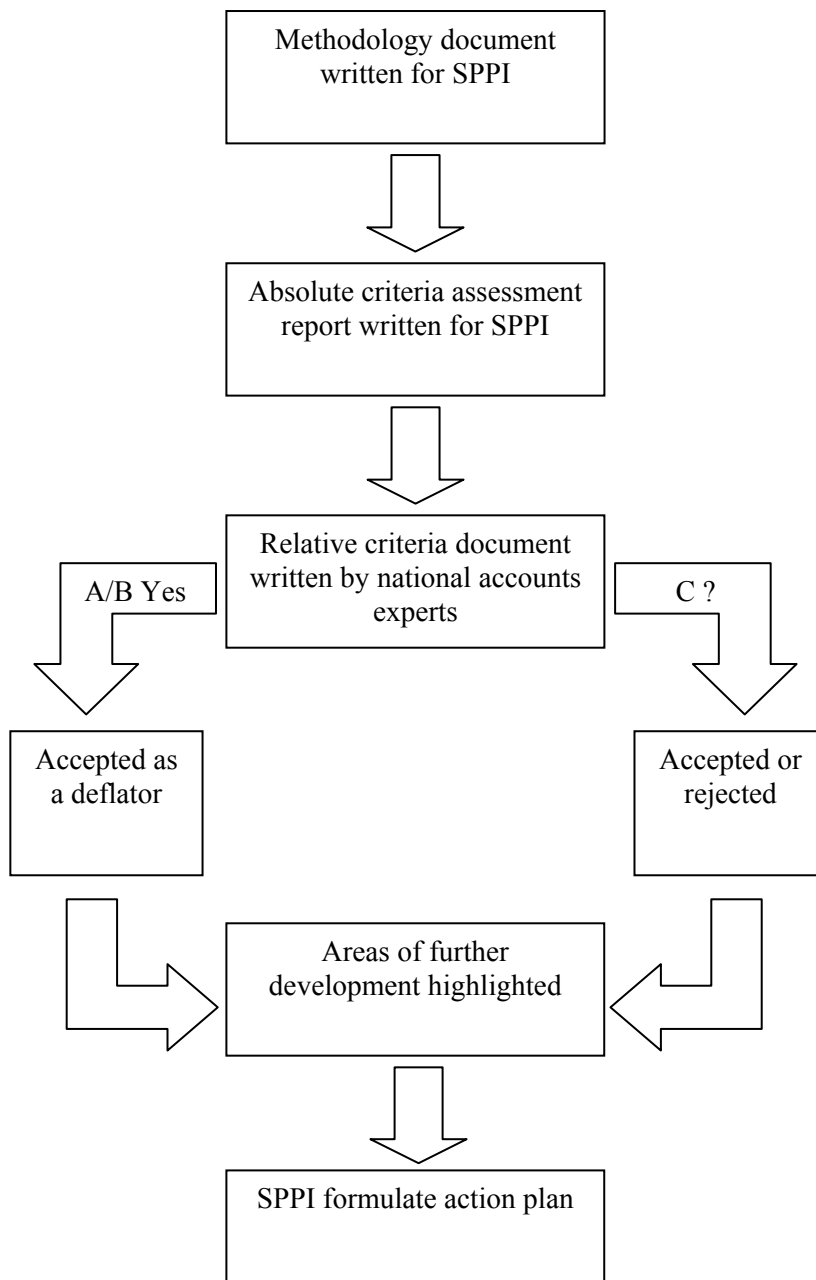 Methodology document
written for SPPI
Absolute criteria assessment
report written for SPPI
Relative criteria document
written by national accounts
experts
A/B Yes
C ?
Accepted as
a deflator
Accepted or
rejected
Areas of further
development highlighted
SPPI formulate action plan